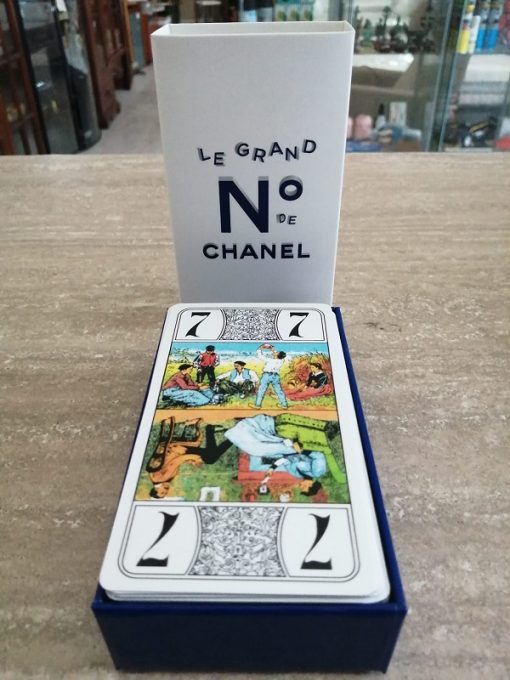 LE GRAND
Nº
DE
CHANEL
7 7
7 7